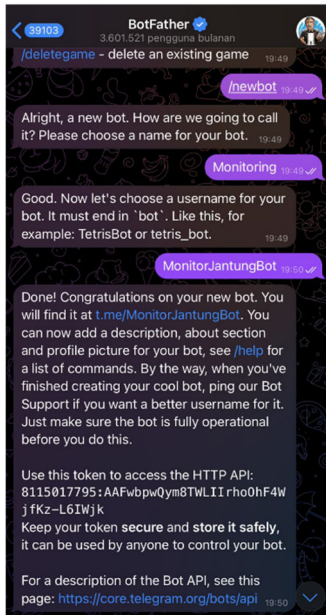 39103
BotFather
3.601.521 pengguna bulanan
/deletegame - delete an existing game
19:49
/newbot 19:49
Alright, a new bot. How are we going to call
it? Please choose a name for your bot. 19:49
Monitoring 19:49
Good. Now let's choose a username for your
bot. It must end in `bot`. Like this, for
example: TetrisBot or tetris_bot. 19:49
MonitorJantungBot 19:50
Done! Congratulations on your new bot. You
will find it at t.me/MonitorJantungBot. You
can now add a description, about section
and profile picture for your bot, see /help for
a list of commands. By the way, when you've
finished creating your cool bot, ping our Bot
Support if you want a better username for it.
Just make sure the bot is fully operational
before you do this.
Use this token to access the HTTP API:
8115017795:AAFwbpwQym8TWLIIrhoOhF4W
jfKz-L6IWjk
Keep your token secure and store it safely,
it can be used by anyone to control your bot.
For a description of the Bot API, see this
page: https://core.telegram.org/bots/api 19:50